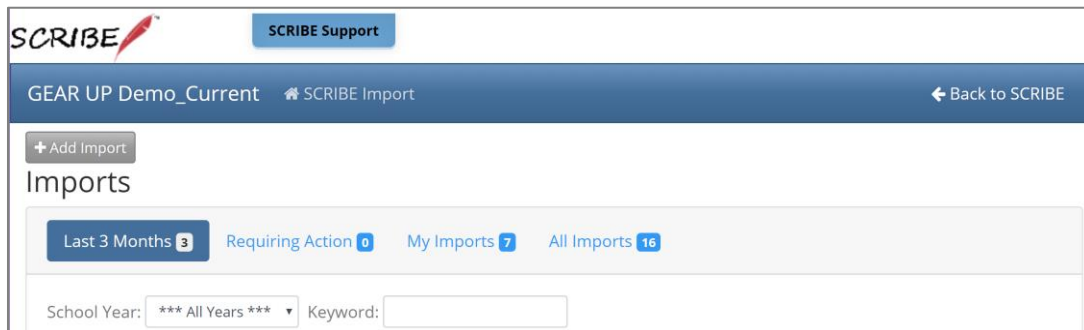 SCRIBE™ SCRIBE Support
GEAR UP Demo_Current SCRIBE Import Back to SCRIBE
+ Add Import
Imports
Last 3 Months 3 Requiring Action 0 My Imports 7 All Imports 16
School Year: *** All Years *** Keyword: